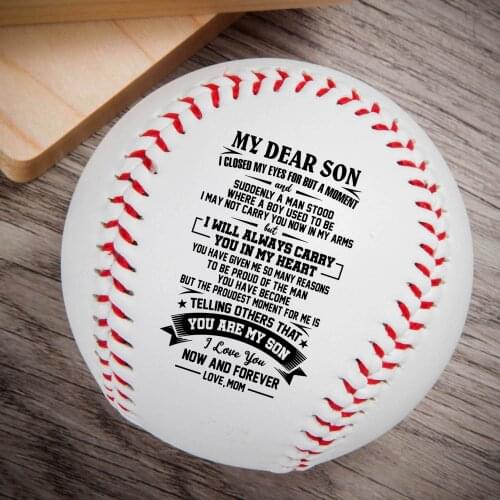 MY DEAR SON
I CLOSED MY EYES FOR BUT A MOMENT
and
SUDDENLY A MAN STOOD
WHERE A BOY USED TO BE
I MAY NOT CARRY YOU NOW IN MY ARMS
but
I WILL ALWAYS CARRY
YOU IN MY HEART
YOU HAVE GIVEN ME SO MANY REASONS
TO BE PROUD OF THE MAN
YOU HAVE BECOME
BUT THE PROUDEST MOMENT FOR ME IS
TELLING OTHERS THAT
YOU ARE MY SON
I Love You
NOW AND FOREVER
LOVE, MOM